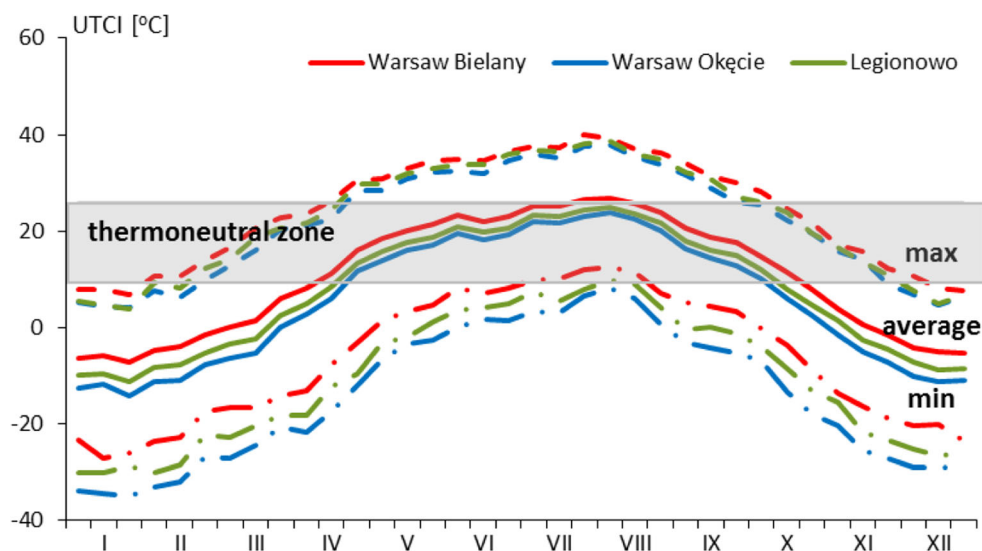 UTCI [ºC]
60
Warsaw Bielany Warsaw Okęcie Legionowo
40
20
thermoneutral zone
max
0
average
min
-20
-40
I II III IV V VI VII VIII IX X XI XII